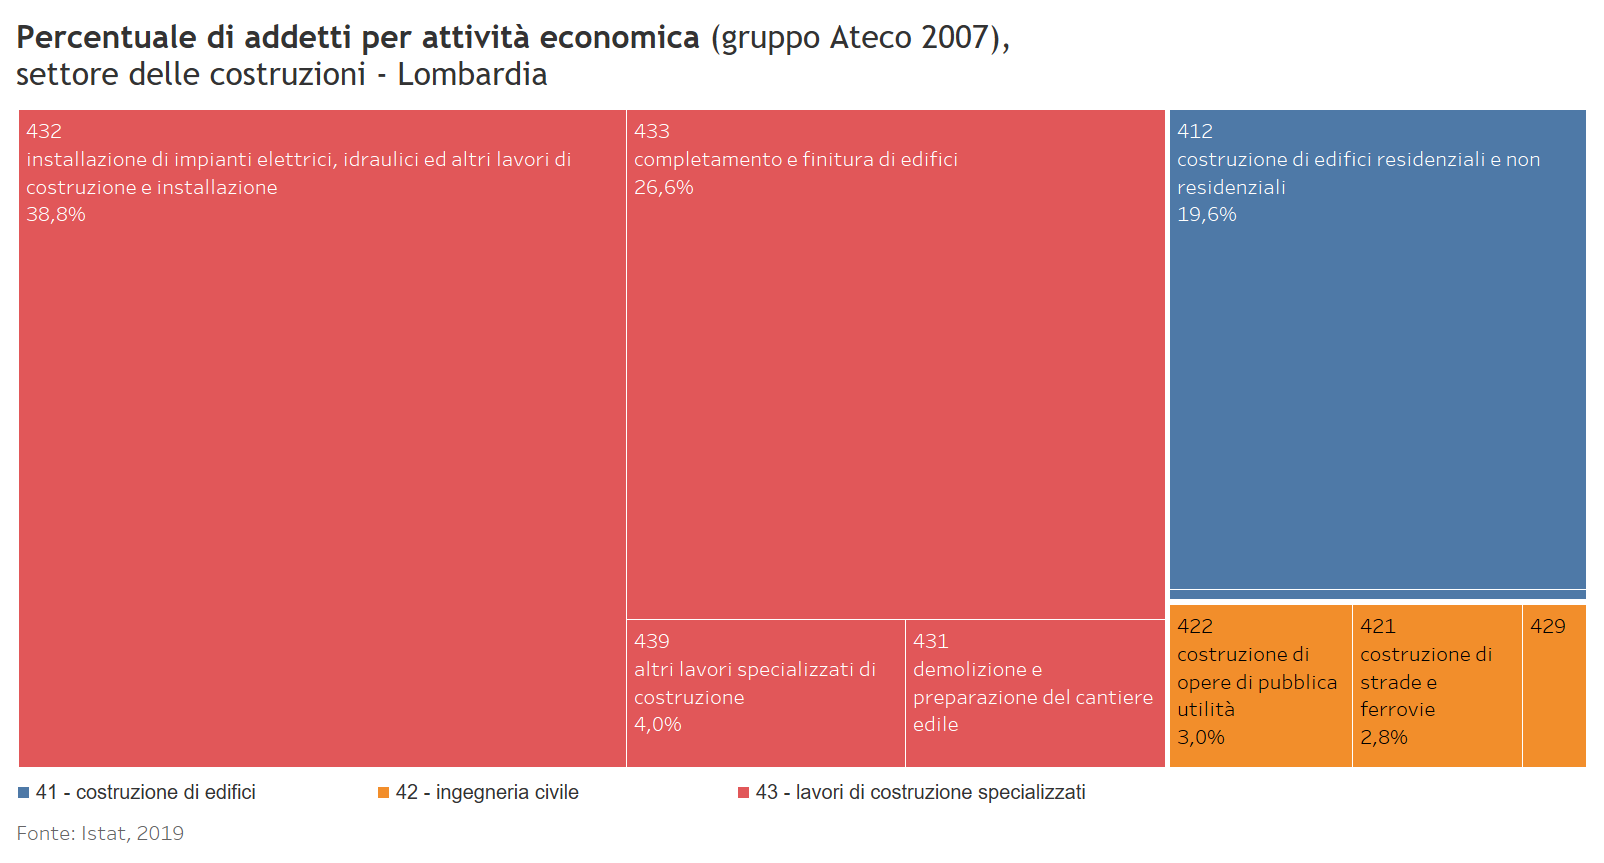 Percentuale di addetti per attività economica (gruppo Ateco 2007),
settore delle costruzioni - Lombardia
432
installazione di impianti elettrici, idraulici ed altri lavori di
costruzione e installazione
38,8%
433
completamento e finitura di edifici
26,6%
439
altri lavori specializzati di
costruzione
4,0%
431
demolizione e
preparazione del cantiere
edile
412
costruzione di edifici residenziali e non
residenziali
19,6%
422
costruzione di
opere di pubblica
utilità
3,0%
421
costruzione di
strade e
ferrovie
2,8%
429
41 - costruzione di edifici
42 - ingegneria civile
43 - lavori di costruzione specializzati
Fonte: Istat, 2019